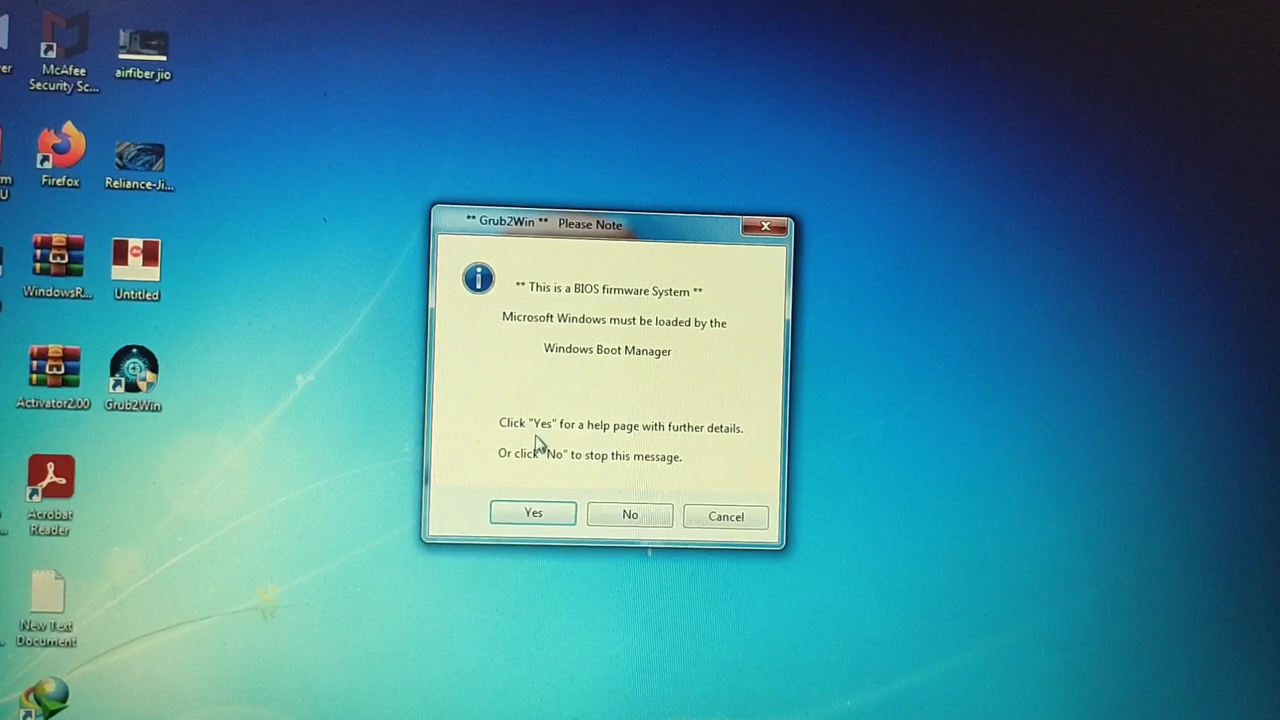 er
McAfee
Security Sc...
airfiber jio
m
U
Firefox
Reliance-Ji...
WindowsR...
Untitled
Activator2.00
Grub2Win
Acrobat
Reader
...
New Text
Document
** Grub2Win ** Please Note
** This is a BIOS firmware System **
Microsoft Windows must be loaded by the
Windows Boot Manager
Click "Yes" for a help page with further details.
Or click "No" to stop this message.
Yes
No
Cancel